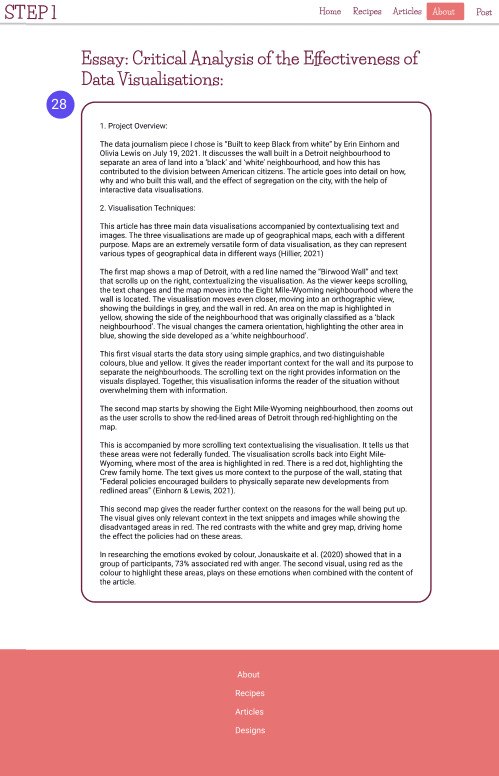 STEP 1
Home
Recipes
Articles
About
Post
Essay: Critical Analysis of the Effectiveness of
Data Visualisations:
28
1. Project Overview:
The data journalism piece I chose is “Built to keep Black from white” by Erin Einhorn and
Olivia Lewis on July 19, 2021. It discusses the wall built in a Detroit neighbourhood to
separate an area of land into a ‘black’ and ‘white’ neighbourhood, and how this has
contributed to the division between American citizens. The article goes into detail on how,
why and who built this wall, and the effect of segregation on the city, with the help of
interactive data visualisations.
2. Visualisation Techniques:
This article has three main data visualisations accompanied by contextualising text and
images. The three visualisations are made up of geographical maps, each with a different
purpose. Maps are an extremely versatile form of data visualisation, as they can represent
various types of geographical data in different ways (Hillier, 2021)
The first map shows a map of Detroit, with a red line named the “Birwood Wall” and text
that scrolls up on the right, contextualizing the visualisation. As the viewer keeps scrolling,
the text changes and the map moves into the Eight Mile-Wyoming neighbourhood where the
wall is located. The visualisation moves even closer, moving into an orthographic view,
showing the buildings in grey, and the wall in red. An area on the map is highlighted in
yellow, showing the side of the neighbourhood that was originally classified as a ‘black
neighbourhood’. The visual changes the camera orientation, highlighting the other area in
blue, showing the side developed as a ‘white neighbourhood’.
This first visual starts the data story using simple graphics, and two distinguishable
colours, blue and yellow. It gives the reader important context for the wall and its purpose to
separate the neighbourhoods. The scrolling text on the right provides information on the
visuals displayed. Together, this visualisation informs the reader of the situation without
overwhelming them with information.
The second map starts by showing the Eight Mile-Wyoming neighbourhood, then zooms out
as the user scrolls to show the red-lined areas of Detroit through red-highlighting on the
map.
This is accompanied by more scrolling text contextualising the visualisation. It tells us that
these areas were not federally funded. The visualisation scrolls back into Eight Mile-
Wyoming, where most of the area is highlighted in red. There is a red dot, highlighting the
Crew family home. The text gives us more context to the purpose of the wall, stating that
“Federal policies encouraged builders to physically separate new developments from
redlined areas” (Einhorn & Lewis, 2021).
This second map gives the reader further context on the reasons for the wall being put up.
The visual gives only relevant context in the text snippets and images while showing the
disadvantaged areas in red. The red contrasts with the white and grey map, driving home
the effect the policies had on these areas.
In researching the emotions evoked by colour, Jonauskaite et al. (2020) showed that in a
group of participants, 73% associated red with anger. The second visual, using red as the
colour to highlight these areas, plays on these emotions when combined with the content of
the article.
About
Recipes
Articles
Designs